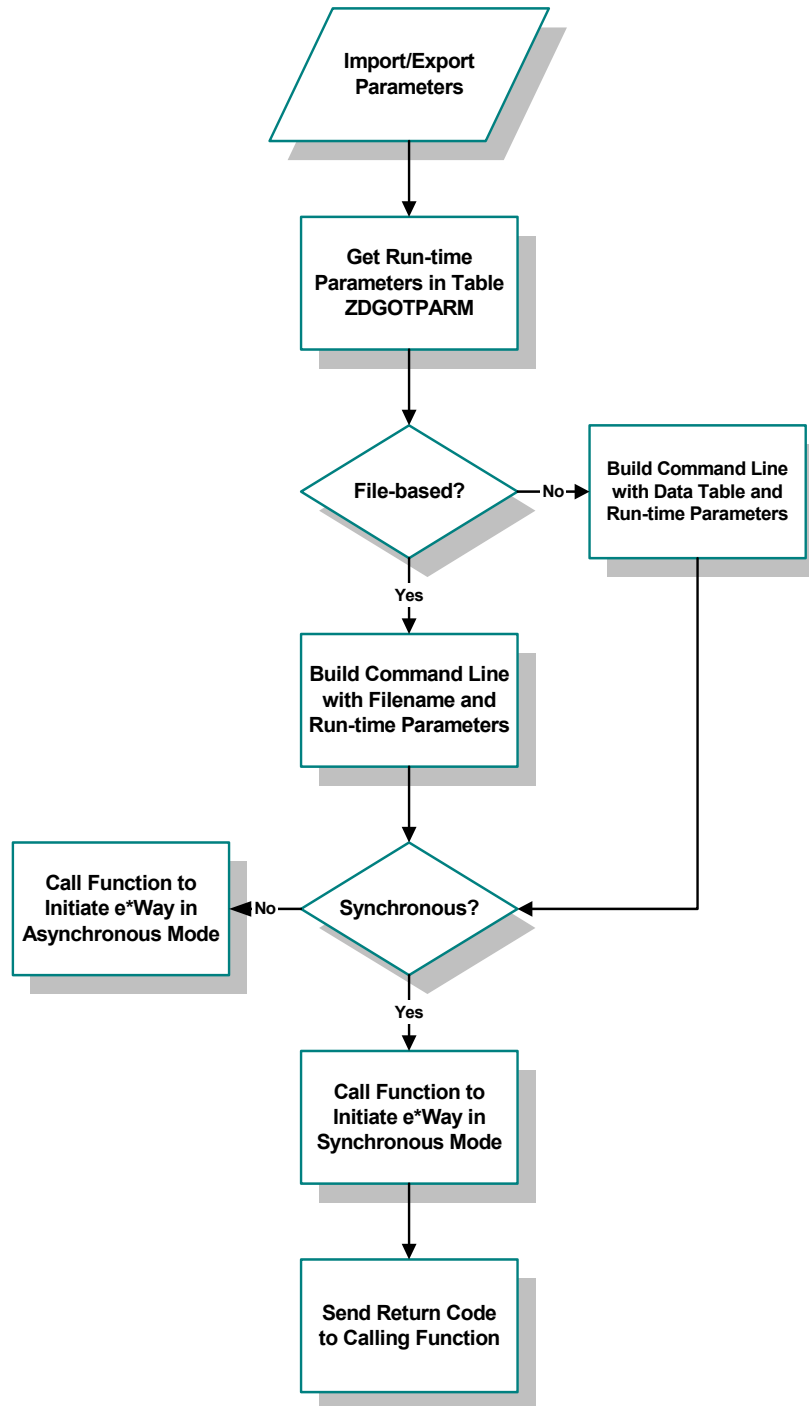 Import/Export
Parameters
Get Run-time
Parameters in Table
ZDGOTPARM
File-based?
No
Build Command Line
with Data Table and
Run-time Parameters
Yes
Build Command Line
with Filename and
Run-time Parameters
Call Function to
Initiate e*Way in
Asynchronous Mode
No
Synchronous?
Yes
Call Function to
Initiate e*Way in
Synchronous Mode
Send Return Code
to Calling Function